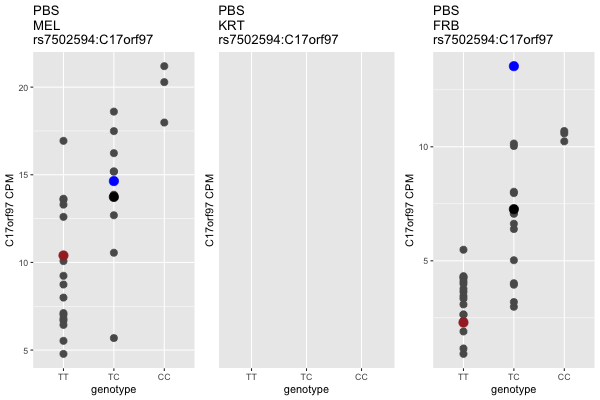 PBS
MEL
rs7502594:C17orf97
C17orf97 CPM
20
15
10
5
TT
TC
CC
genotype
PBS
KRT
rs7502594:C17orf97
C17orf97 CPM
TT
TC
CC
genotype
PBS
FRB
rs7502594:C17orf97
C17orf97 CPM
10
5
TT
TC
CC
genotype